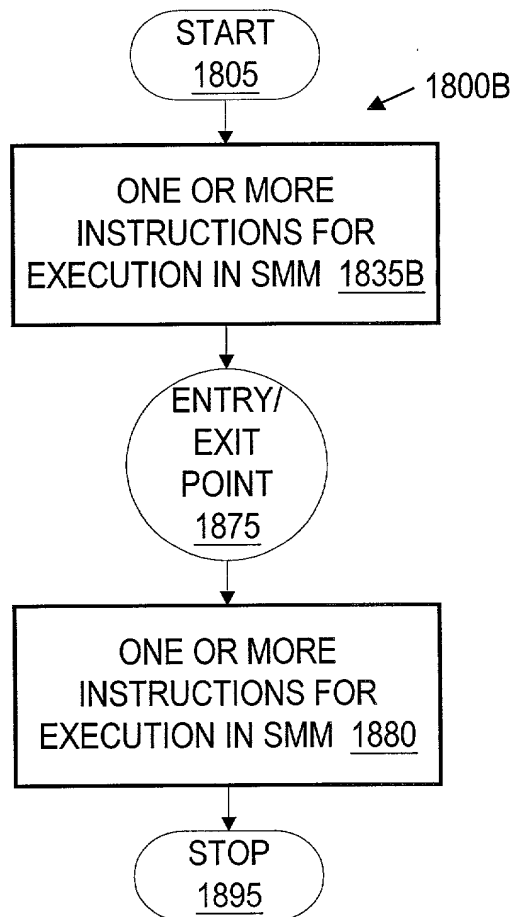 START
1805
1800B
ONE OR MORE
INSTRUCTIONS FOR
EXECUTION IN SMM 1835B
ENTRY/
EXIT
POINT
1875
ONE OR MORE
INSTRUCTIONS FOR
EXECUTION IN SMM 1880
STOP
1895